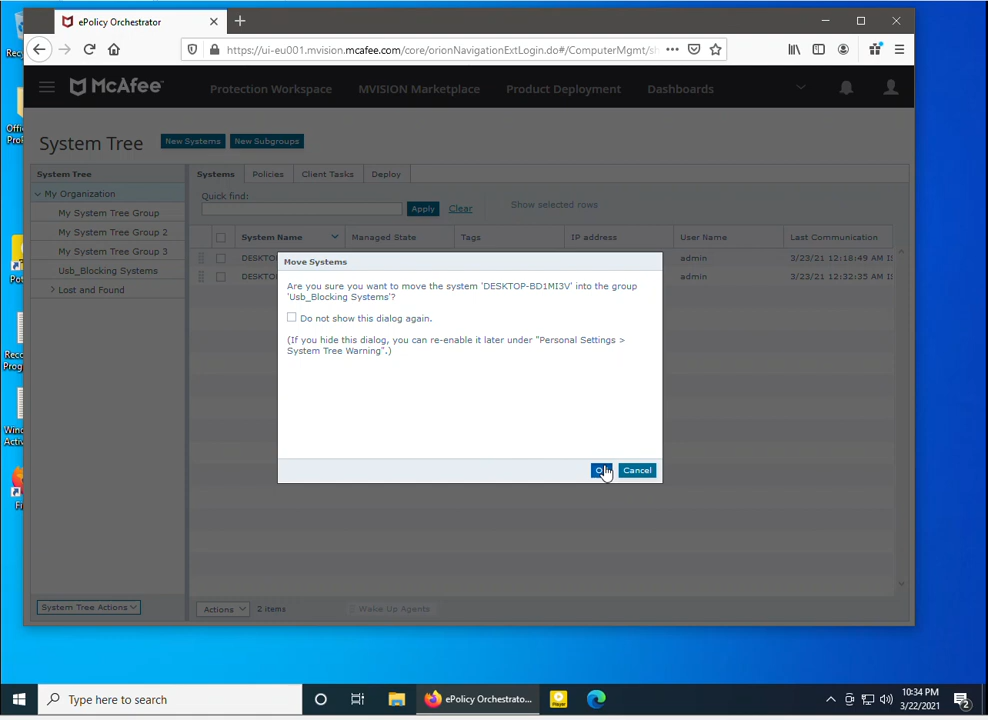 ePolicy Orchestrator
https://ui-eu001.mvision.mcafee.com/core/orionNavigationExtLogin.do#/ComputerMgmt/
McAfee
Protection Workspace
MVISION Marketplace
Product Deployment
Dashboards
System Tree
New Systems
New Subgroups
System Tree
Systems
Policies
Client Tasks
Deploy
My Organization
My System Tree Group
My System Tree Group 2
My System Tree Group 3
Usb_Blocking Systems
Lost and Found
Quick find:
Apply
Clear
Show selected rows
System Name
Managed State
Tags
IP address
User Name
Last Communication
admin
3/23/21 12:18:49 AM
admin
3/23/21 12:32:35 AM
Move Systems
Are you sure you want to move the system 'DESKTOP-BD1MI3V' into the group
'Usb_Blocking Systems'?
Do not show this dialog again.
(If you hide this dialog, you can re-enable it later under "Personal Settings >
System Tree Warning".)
Cancel
System Tree Actions
Actions
2 items
Wake Up Agents
Type here to search
ePolicy Orchestrato...
10:34 PM
3/22/2021
2